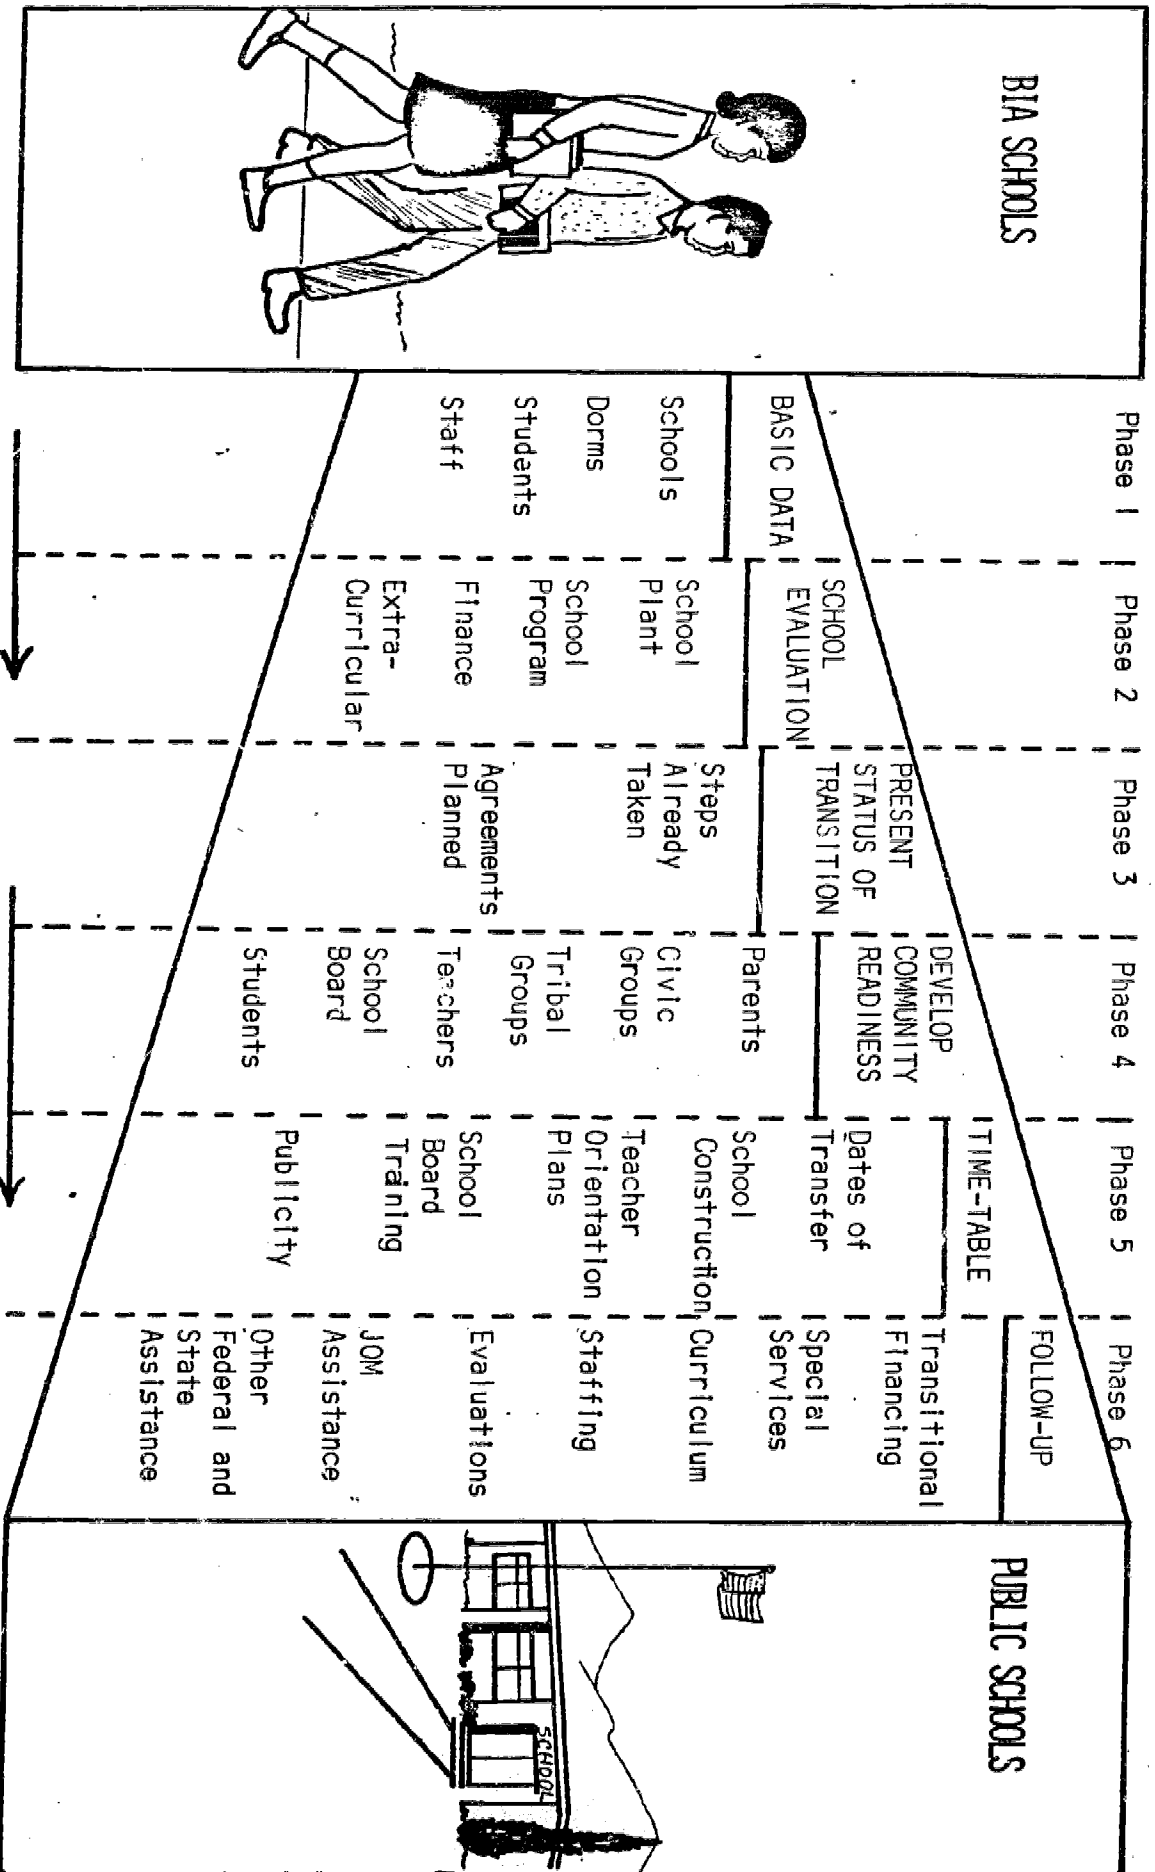 BIA SCHOOLS
Phase 1
BASIC DATA
Schools
Dorms
Students
Staff
Phase 2
SCHOOL
EVALUATION
School
Plant
School
Program
Finance
Extra-
Curricular
Phase 3
PRESENT
STATUS OF
TRANSITION
Steps
Already
Taken
Agreements
Planned
Phase 4
DEVELOP
COMMUNITY
READINESS
Parents
Civic
Groups
Tribal
Groups
Teachers
School
Board
Students
Phase 5
TIME-TABLE
Dates of
Transfer
School
Construction
Teacher
Orientation
Plans
School
Board
Training
Publicity
Phase 6
FOLLOW-UP
Transitional
Financing
Special
Services
Curriculum
Staffing
Evaluations
JOM
Assistance
Other
Federal and
State
Assistance
PUBLIC SCHOOLS
SCHOOL